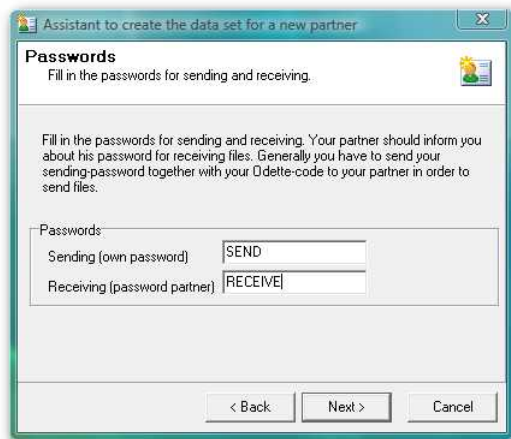 Assistant to create the data set for a new partner
Passwords
Fill in the passwords for sending and receiving.
Fill in the passwords for sending and receiving. Your partner should inform you
about his password for receiving files. Generally you have to send your
sending-password together with your Odette-code to your partner in order to
send files.
Passwords
Sending (own password) SEND
Receiving (password partner) RECEIVE
< Back Next > Cancel